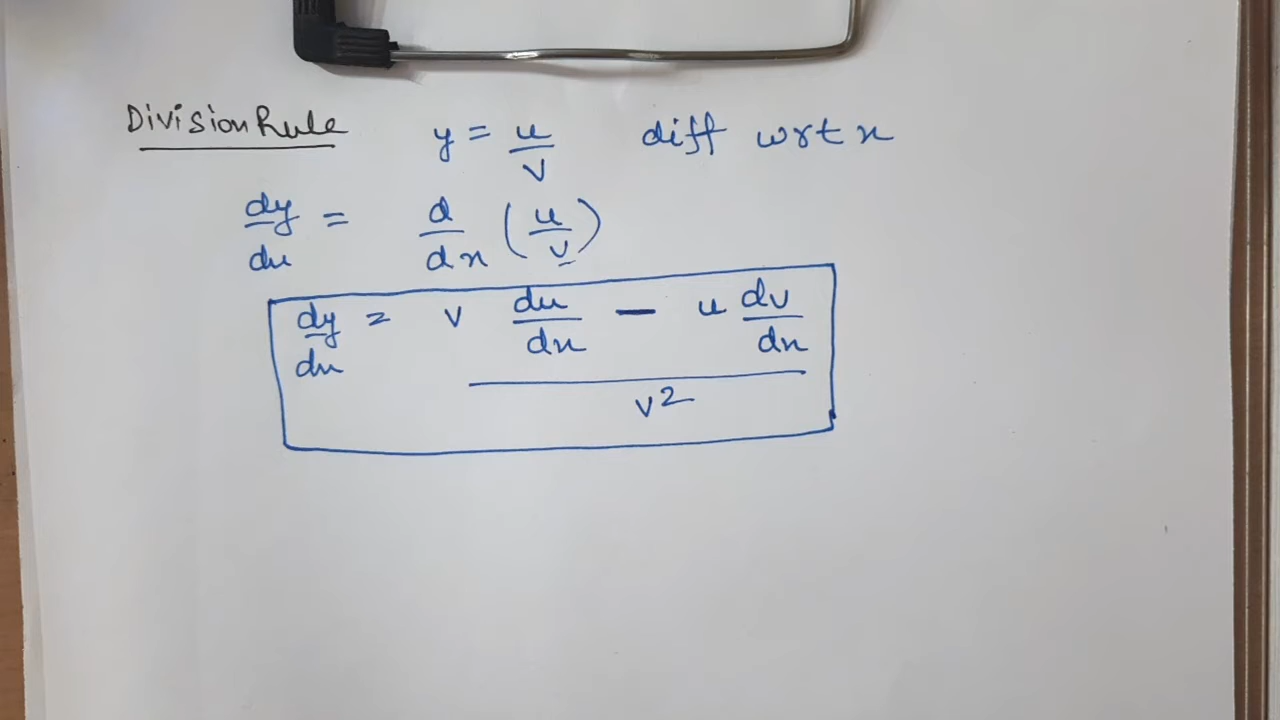 Division Rule y = u/v diff wrt x
dy/dx = d/dx (u/v)
dy/dx = v du/dx - u dv/dx / v²